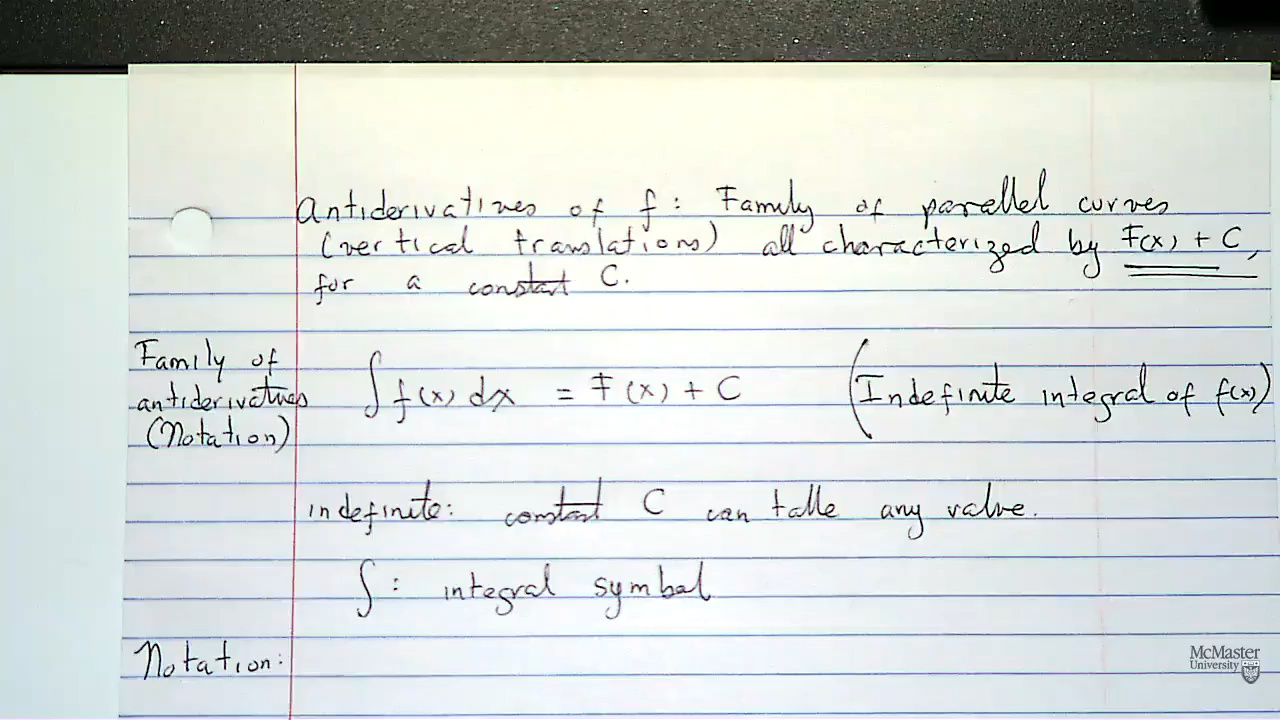 Antiderivatives of f: Family of parallel curves
(vertical translations) all characterized by F(x) + C,
for a constant C.
Family of
antiderivatives
(Notation)
∫ f(x) dx = F(x) + C
(Indefinite integral of f(x))
indefinite: constant C can take any value.
∫ : integral symbol
Notation:
McMaster
University